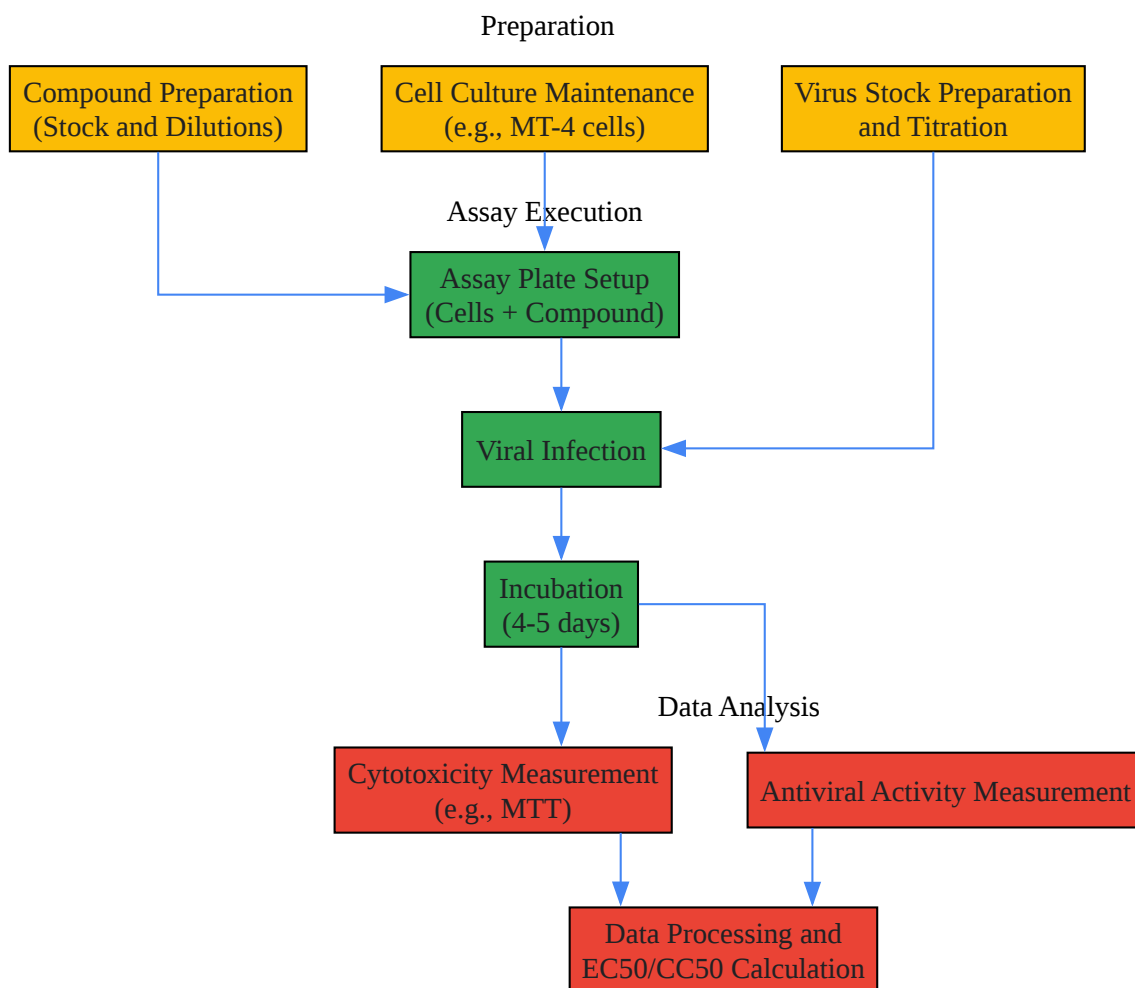 Preparation
Compound Preparation
(Stock and Dilutions)
Cell Culture Maintenance
(e.g., MT-4 cells)
Virus Stock Preparation
and Titration
Assay Execution
Assay Plate Setup
(Cells + Compound)
Viral Infection
Incubation
(4-5 days)
Data Analysis
Cytotoxicity Measurement
(e.g., MTT)
Antiviral Activity Measurement
Data Processing and
EC50/CC50 Calculation